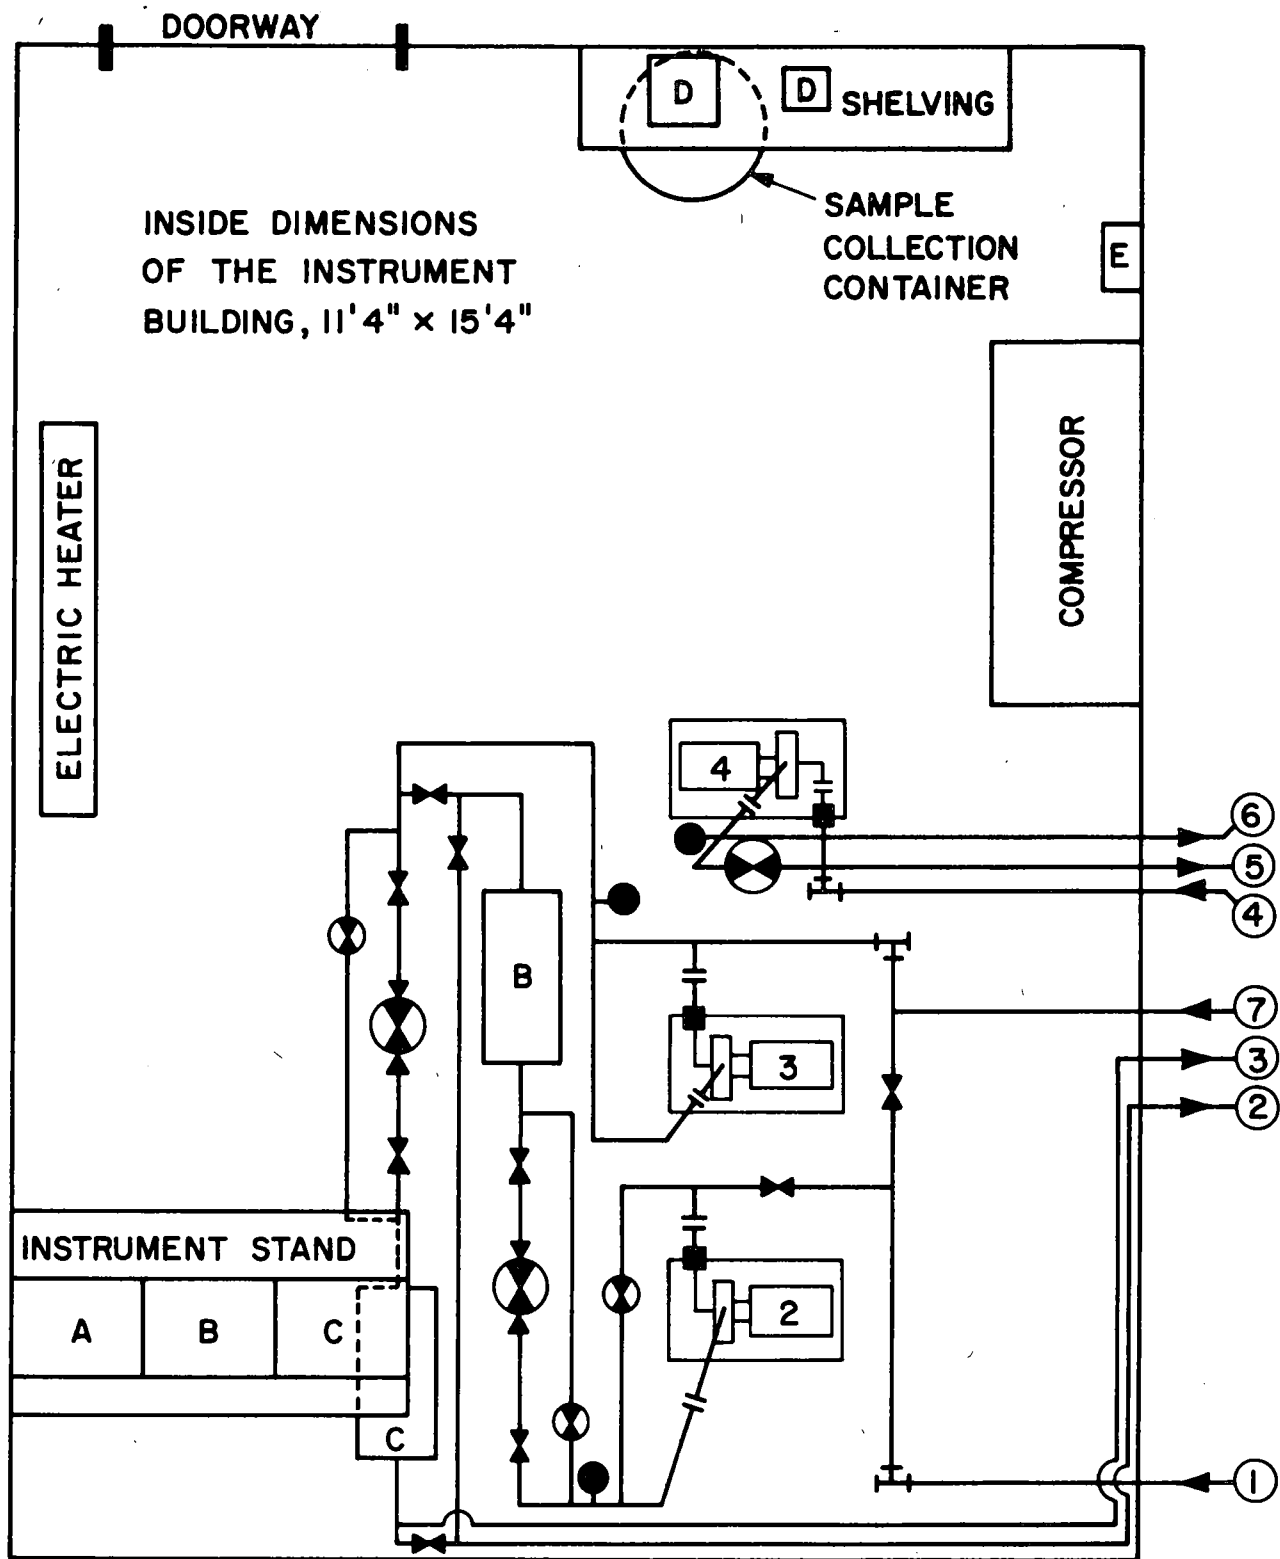 DOORWAY
D
D
SHELVING
SAMPLE
COLLECTION
CONTAINER
INSIDE DIMENSIONS
OF THE INSTRUMENT
BUILDING, 11'4" × 15'4"
E
ELECTRIC HEATER
COMPRESSOR
4
6
5
4
B
7
3
3
2
INSTRUMENT STAND
A
B
C
2
C
1